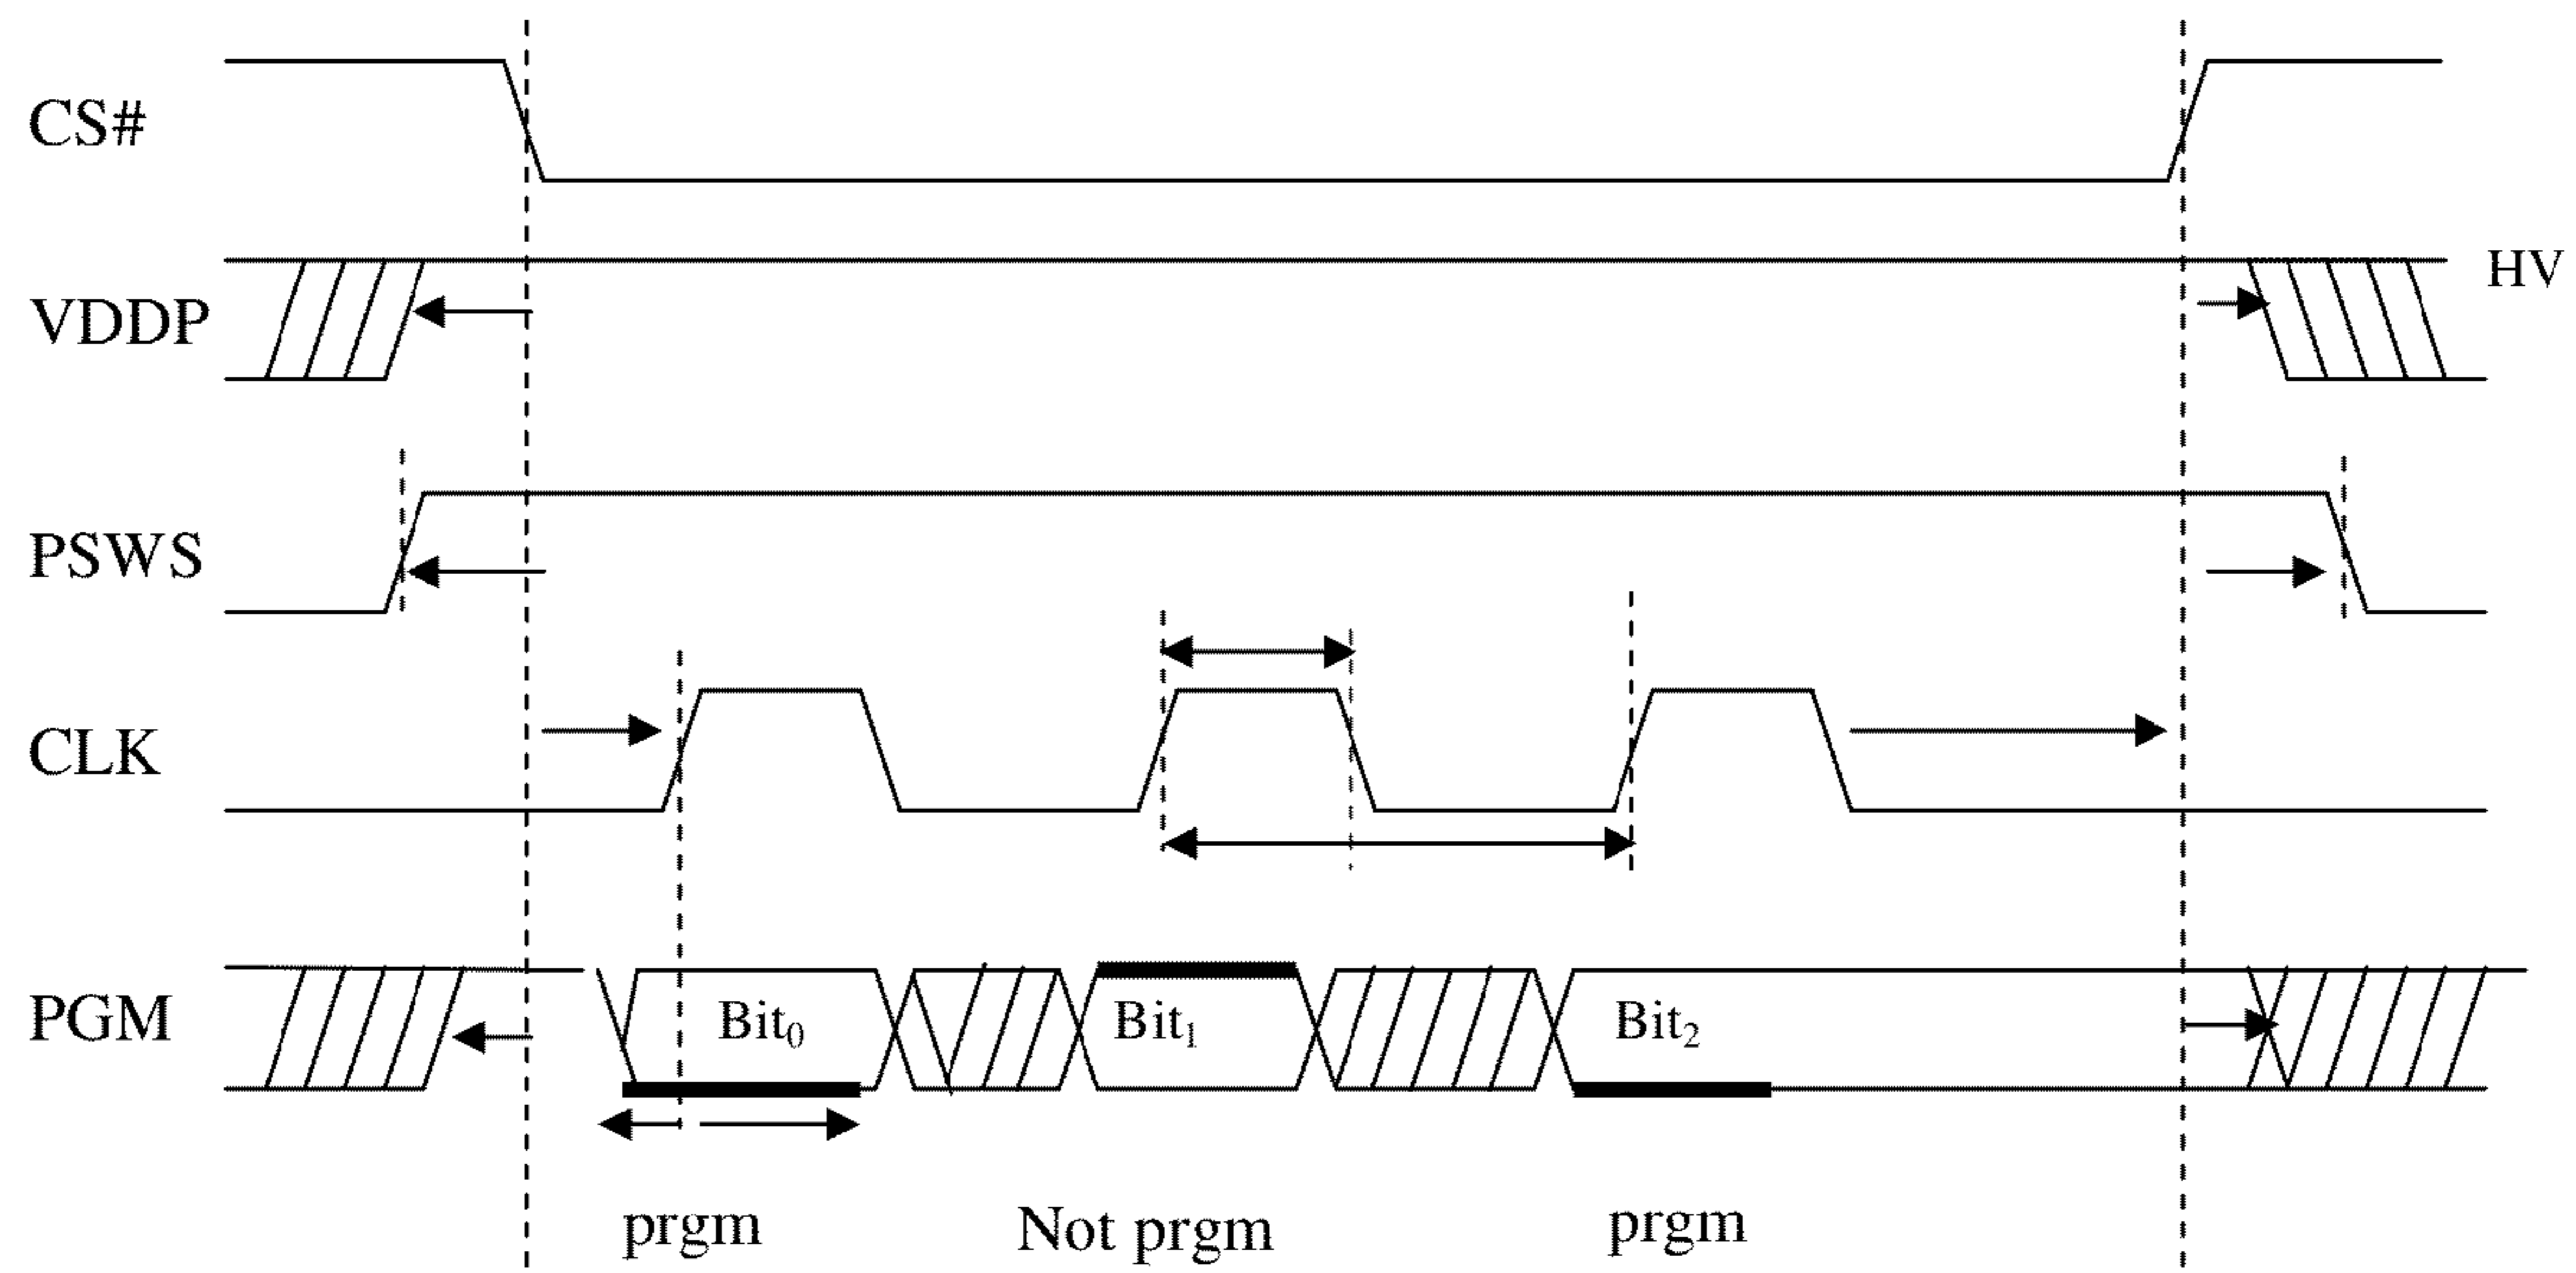 CS#
VDDP
HV
PSWS
CLK
PGM
Bit₀
Bit₁
Bit₂
prgm
Not prgm
prgm